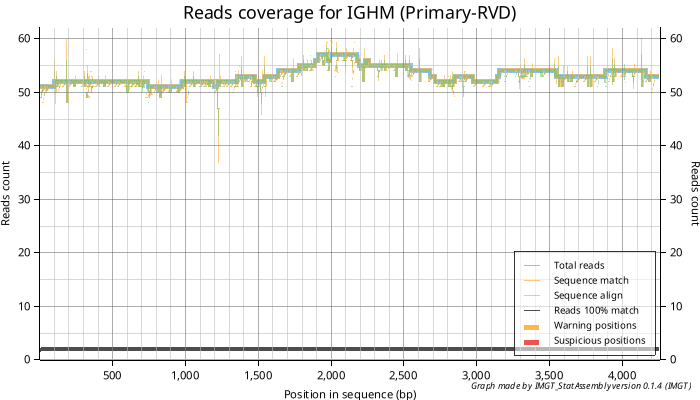 Reads coverage for IGHM (Primary-RVD)
60
50
40
30
20
10
0
Reads count
60
50
40
30
20
10
0
Reads count
Total reads
Sequence match
Sequence align
Reads 100% match
Warning positions
Suspicious positions
500 1,000 1,500 2,000 2,500 3,000 3,500 4,000
Position in sequence (bp)
Graph made by IMGT_StatAssembly version 0.1.4 (IMGT)